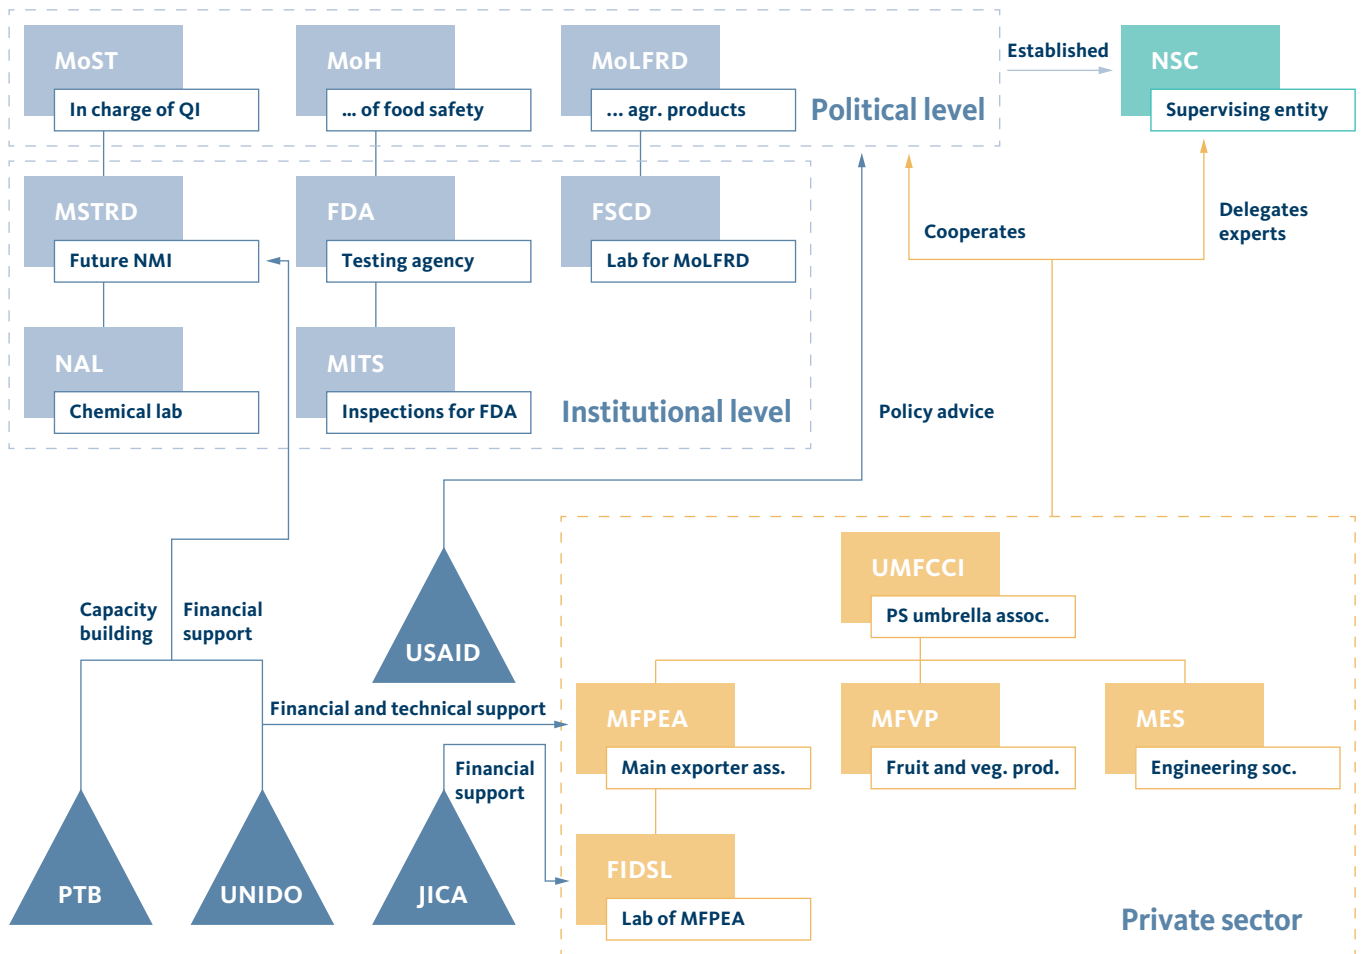 MoST
In charge of QI
MoH
... of food safety
MoLFRD
... agr. products
Political level
Established
NSC
Supervising entity
MSTRD
Future NMI
FDA
Testing agency
FSCD
Lab for MoLFRD
Cooperates
Delegates
experts
NAL
Chemical lab
MITS
Inspections for FDA
Institutional level
Policy advice
Capacity
building
Financial
support
USAID
UMFCCI
PS umbrella assoc.
Financial and technical support
MFPEA
Main exporter ass.
MFVP
Fruit and veg. prod.
MES
Engineering soc.
Financial
support
PTB
UNIDO
JICA
FIDSL
Lab of MFPEA
Private sector